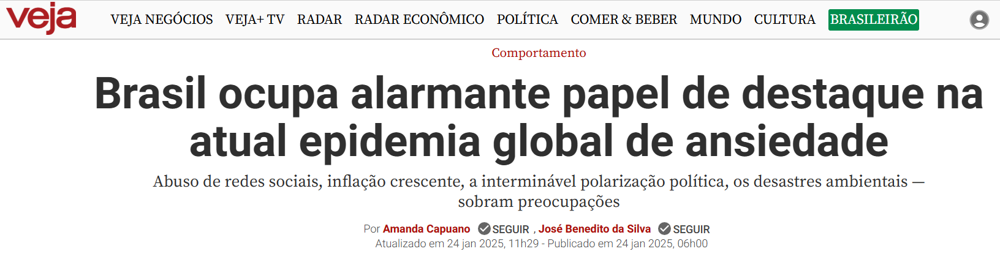 veja VEJA NEGÓCIOS VEJA+ TV RADAR RADAR ECONÔMICO POLÍTICA COMER & BEBER MUNDO CULTURA BRASILEIRÃO
Comportamento
Brasil ocupa alarmante papel de destaque na
atual epidemia global de ansiedade
Abuso de redes sociais, inflação crescente, a interminável polarização política, os desastres ambientais —
sobram preocupações
Por Amanda Capuano SEGUIR , José Benedito da Silva SEGUIR
Atualizado em 24 jan 2025, 11h29 - Publicado em 24 jan 2025, 06h00